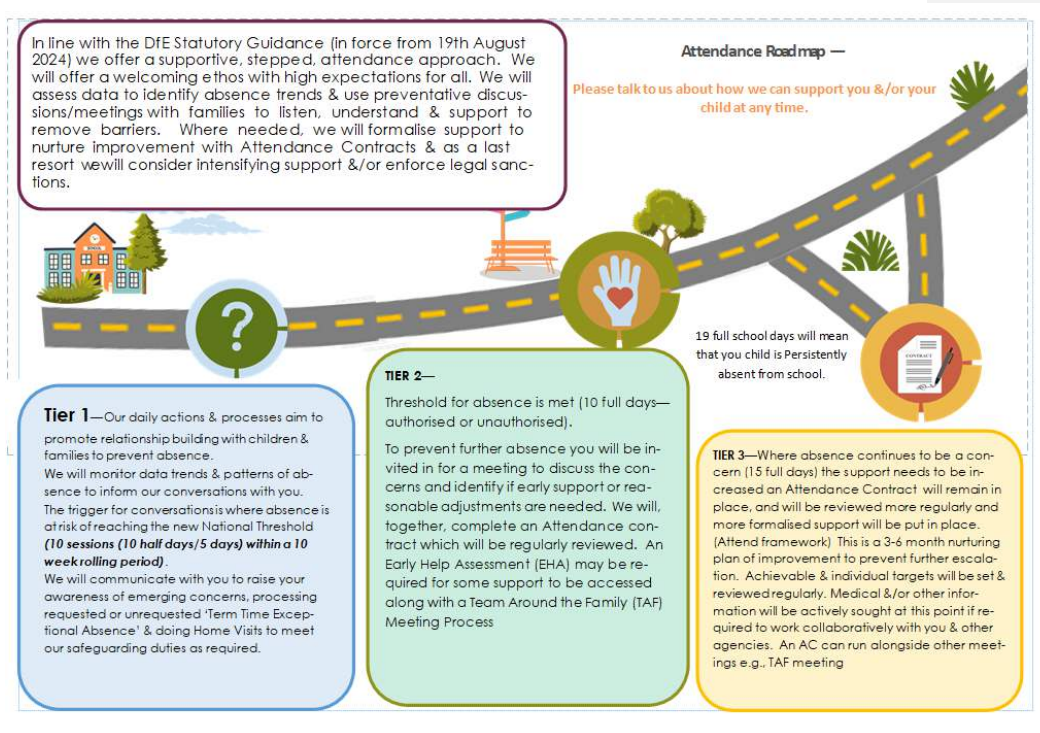 In line with the DfE Statutory Guidance (in force from 19th August
2024) we offer a supportive, stepped, attendance approach. We
will offer a welcoming ethos with high expectations for all. We will
assess data to identify absence trends & use preventative discus-
sions/meetings with families to listen, understand & support to
remove barriers. Where needed, we will formalise support to
nurture improvement with Attendance Contracts & as a last
resort wewill consider intensifying support &/or enforce legal sanc-
tions.
Attendance Roadmap —
Please talk to us about how we can support you &/or your
child at any time.
SCHOOL
?
CONTRACT
19 full school days will mean
that you child is Persistently
absent from school.
Tier 1—Our daily actions & processes aim to
promote relationship building with children &
families to prevent absence.
We will monitor data trends & patterns of ab-
sence to inform our conversations with you.
The trigger for conversations is where absence is
at risk of reaching the new National Threshold
(10 sessions (10 half days/5 days) within a 10
week rolling period).
We will communicate with you to raise your
awareness of emerging concerns, processing
requested or unrequested ‘Term Time Excep-
tional Absence’ & doing Home Visits to meet
our safeguarding duties as required.
TIER 2—
Threshold for absence is met (10 full days—
authorised or unauthorised).
To prevent further absence you will be in-
vited in for a meeting to discuss the con-
cerns and identify if early support or rea-
sonable adjustments are needed. We will,
together, complete an Attendance con-
tract which will be regularly reviewed. An
Early Help Assessment (EHA) may be re-
quired for some support to be accessed
along with a Team Around the Family (TAF)
Meeting Process
TIER 3—Where absence continues to be a con-
cern (15 full days) the support needs to be in-
creased an Attendance Contract will remain in
place, and will be reviewed more regularly and
more formalised support will be put in place.
(Attend framework) This is a 3-6 month nurturing
plan of improvement to prevent further escala-
tion. Achievable & individual targets will be set &
reviewed regularly. Medical &/or other infor-
mation will be actively sought at this point if re-
quired to work collaboratively with you & other
agencies. An AC can run alongside other meet-
ings e.g., TAF meeting